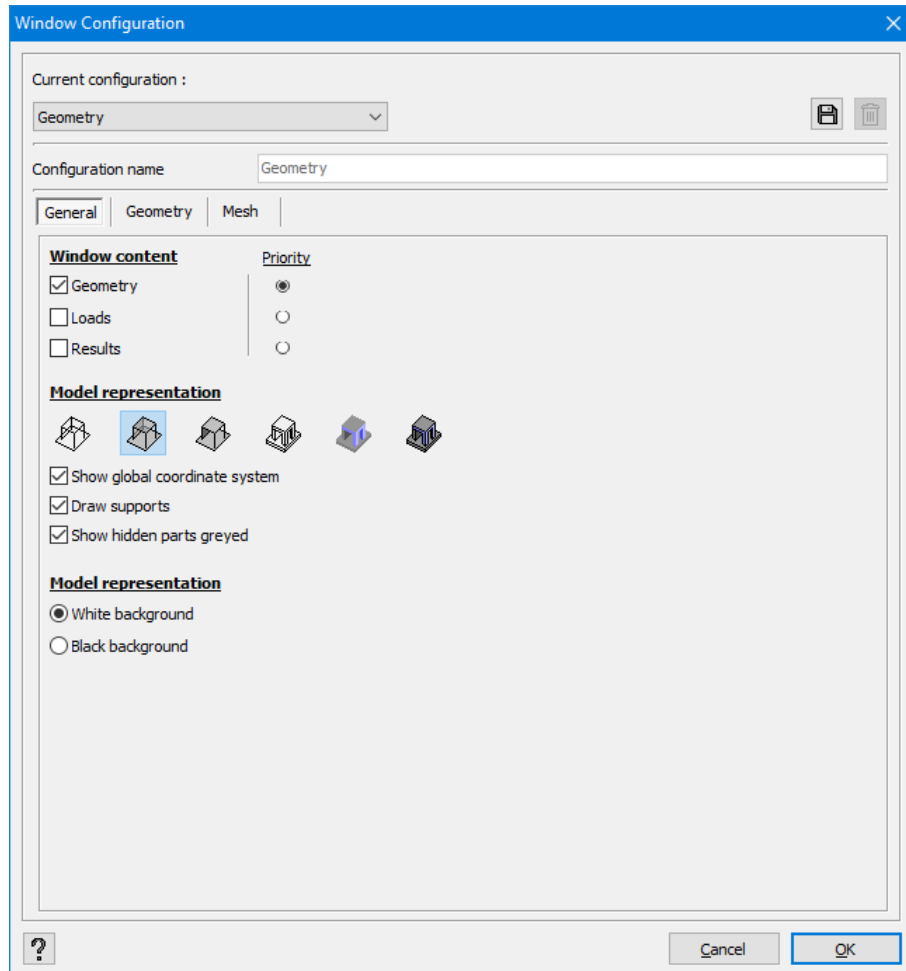 Window Configuration
Current configuration :
Geometry
Configuration name Geometry
General Geometry Mesh
Window content Priority
Geometry
Loads
Results
Model representation
Show global coordinate system
Draw supports
Show hidden parts greyed
Model representation
White background
Black background
? Cancel OK